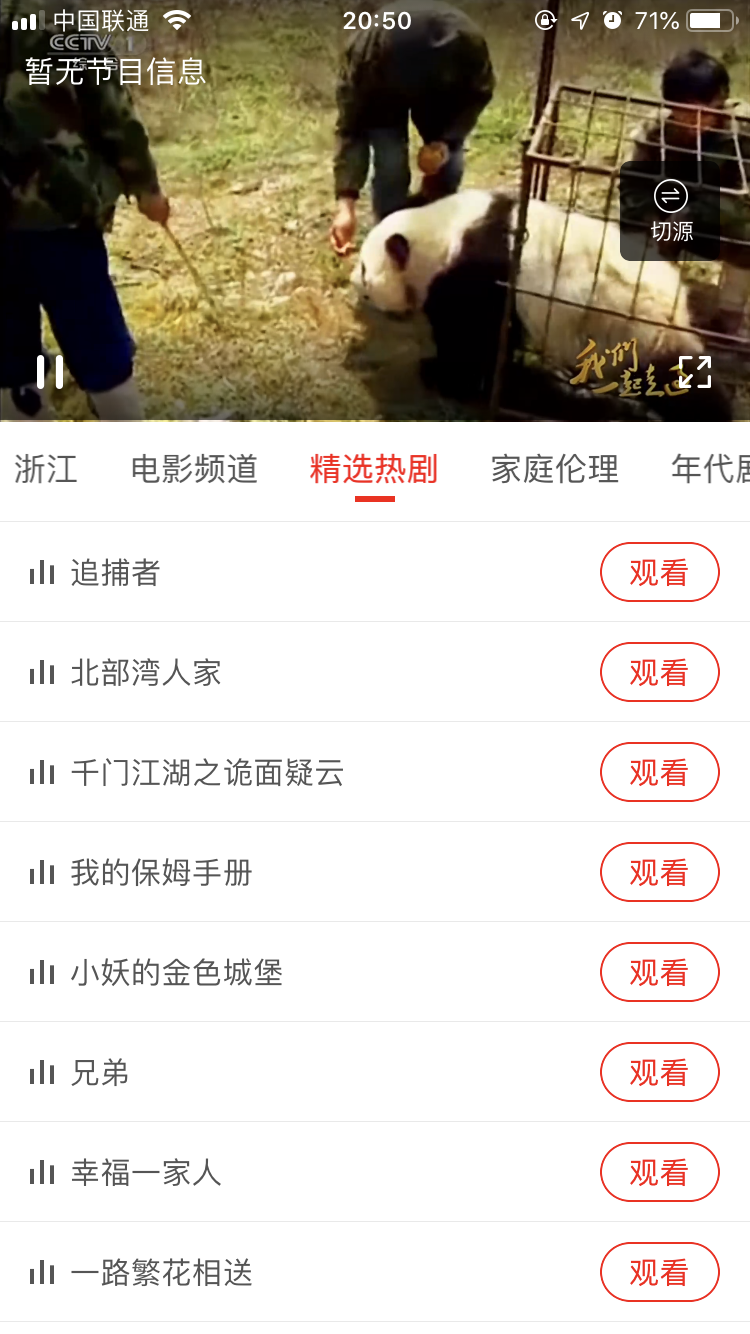 中国联通
20:50
71%
CCTV 1
综合
暂无节目信息
切源
我们
一起走过
浙江
电影频道
精选热剧
家庭伦理
年代剧
追捕者
观看
北部湾人家
观看
千门江湖之诡面疑云
观看
我的保姆手册
观看
小妖的金色城堡
观看
兄弟
观看
幸福一家人
观看
一路繁花相送
观看